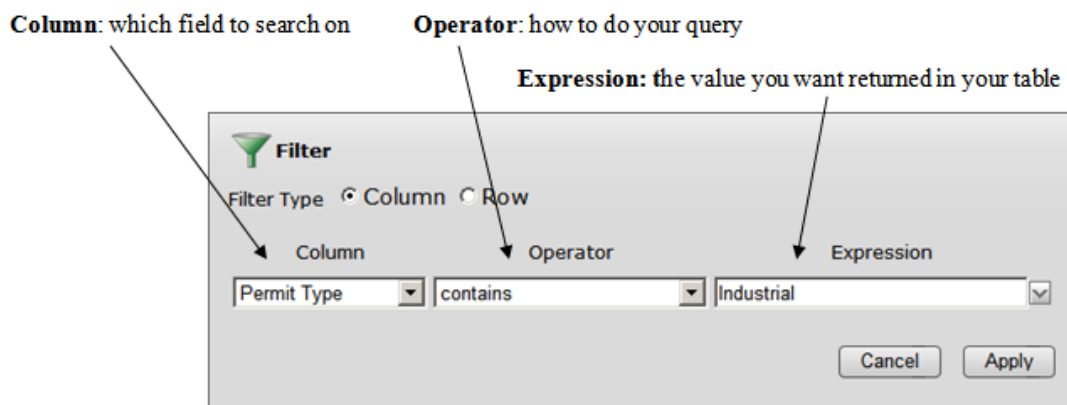 Column: which field to search on Operator: how to do your query
Expression: the value you want returned in your table
Filter
Filter Type Column Row
Column Operator Expression
Permit Type contains Industrial
Cancel Apply